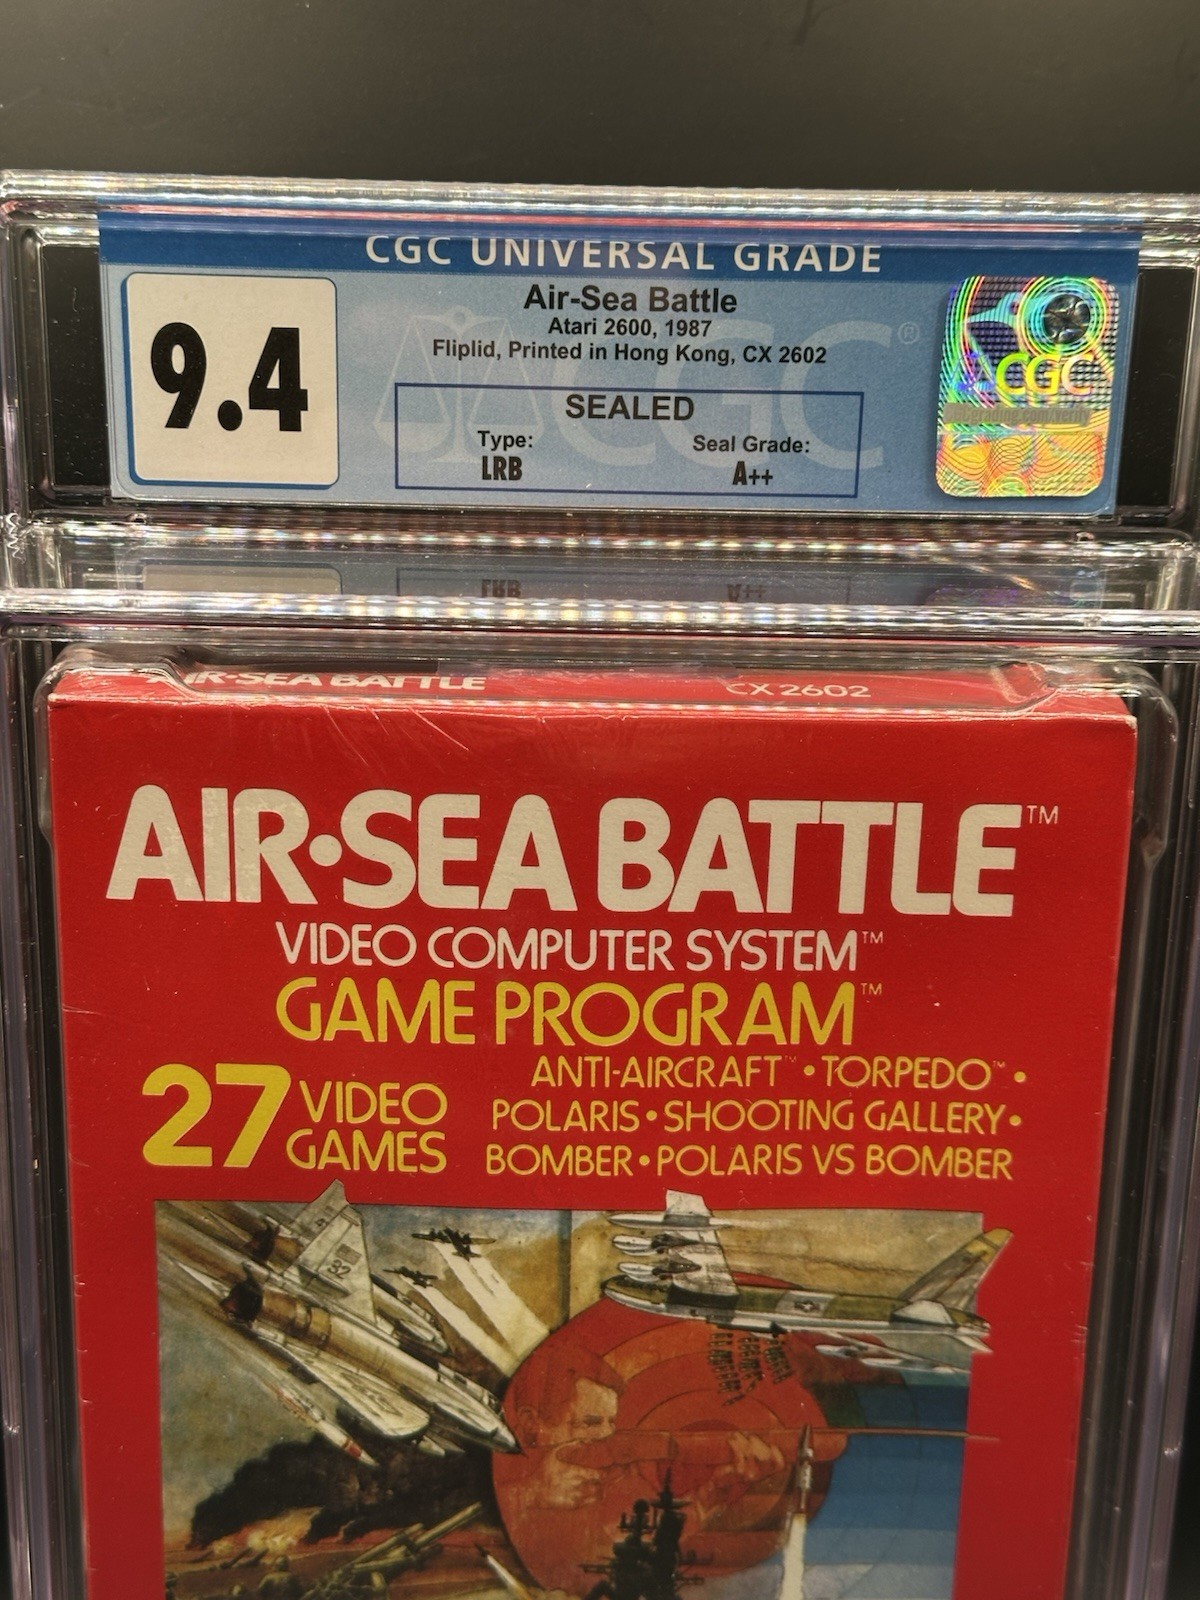 CGC UNIVERSAL GRADE
9.4
Air-Sea Battle
Atari 2600, 1987
Fliplid, Printed in Hong Kong, CX 2602
SEALED
Type: Seal Grade:
LRB A++
CGC ®
CGC
AIR•SEA BATTLE CX 2602
AIR•SEA BATTLE™
VIDEO COMPUTER SYSTEM™
GAME PROGRAM™
27 VIDEO GAMES
ANTI-AIRCRAFT™ • TORPEDO™ •
POLARIS • SHOOTING GALLERY •
BOMBER • POLARIS VS BOMBER
32